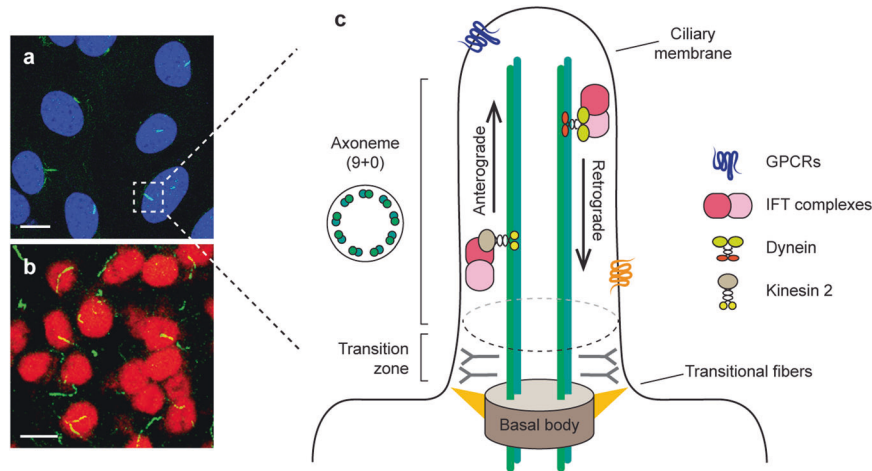 a
b
c
Ciliary
membrane
Axoneme
(9+0)
Anterograde
Retrograde
GPCRs
IFT complexes
Dynein
Kinesin 2
Transition
zone
Transitional fibers
Basal body